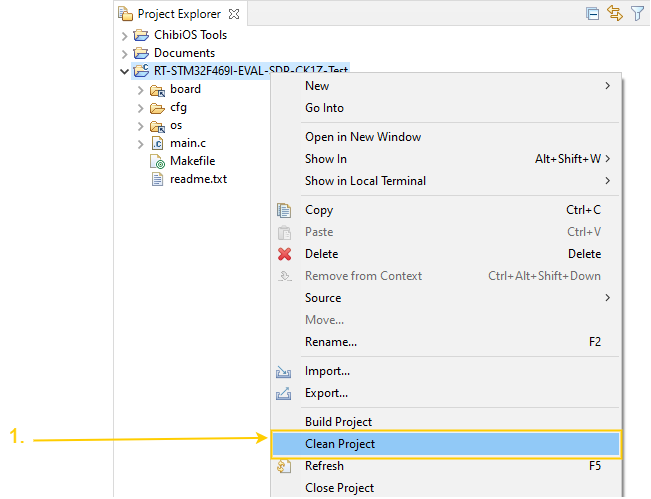 Project Explorer
ChibiOS Tools
Documents
RT-STM32F469I-EVAL-SDP-CK1Z-Test
board
cfg
os
main.c
Makefile
readme.txt
New
Go Into
Open in New Window
Show In Alt+Shift+W
Show in Local Terminal
Copy Ctrl+C
Paste Ctrl+V
Delete Delete
Remove from Context Ctrl+Alt+Shift+Down
Source
Move...
Rename... F2
Import...
Export...
Build Project
1. Clean Project
Refresh F5
Close Project